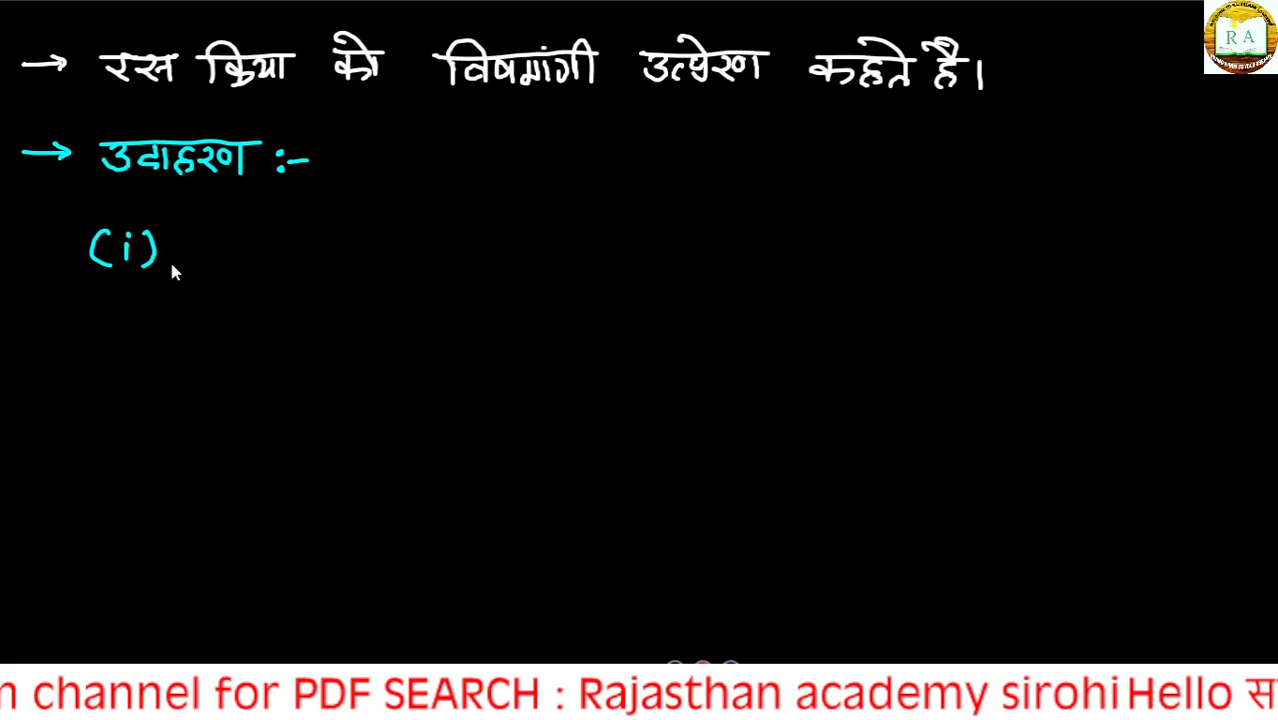 → रस क्रिया को विषमांगी उत्प्रेरण कहते है।
→ उदाहरण :-
(i)
R A
n channel for PDF SEARCH : Rajasthan academy sirohi Hello